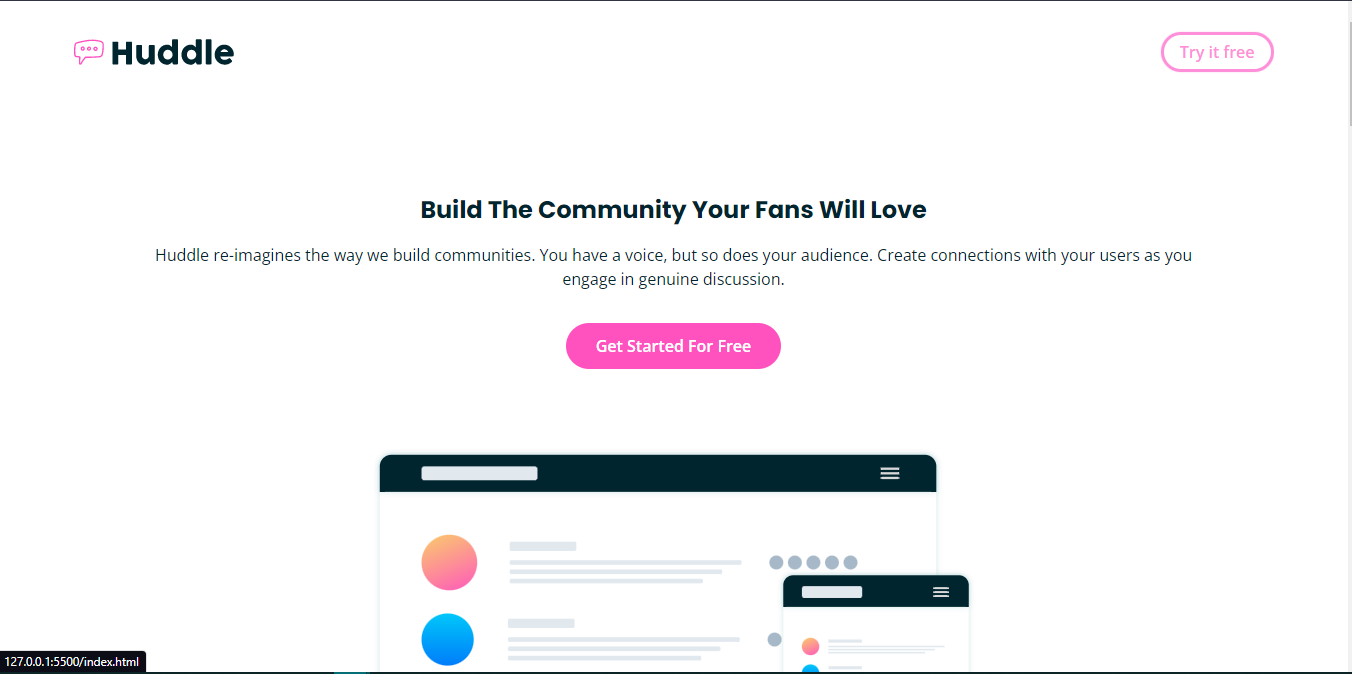 Huddle
Try it free
Build The Community Your Fans Will Love
Huddle re-imagines the way we build communities. You have a voice, but so does your audience. Create connections with your users as you
engage in genuine discussion.
Get Started For Free
127.0.0.1:5500/index.html